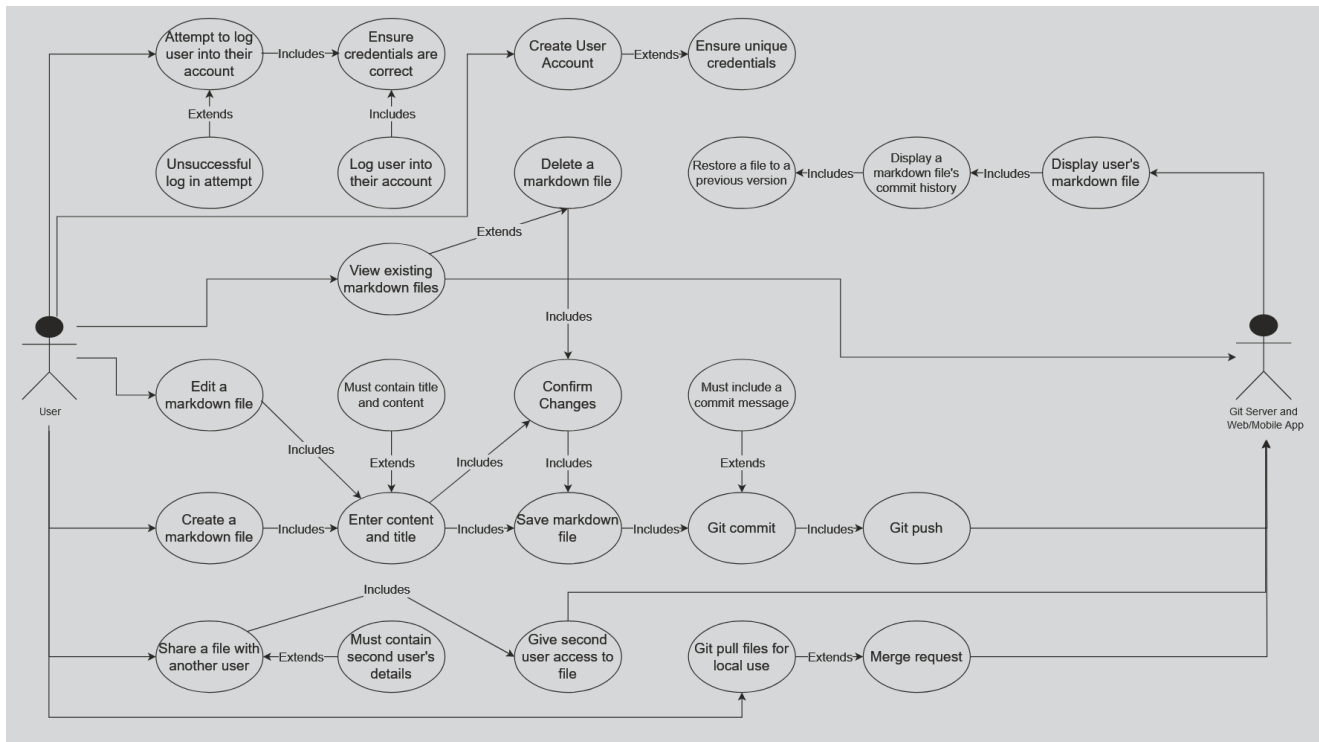 Attempt to log
user into their
account
Includes
Ensure
credentials are
correct
Create User
Account
Extends
Ensure unique
credentials
Extends
Includes
Unsuccessful
log in attempt
Log user into
their account
Delete a
markdown file
Restore a file to a
previous version
Includes
Display a
markdown file's
commit history
Includes
Display user's
markdown file
Extends
View existing
markdown files
Includes
User
Edit a
markdown file
Must contain title
and content
Confirm
Changes
Must include a
commit message
Git Server and
Web/Mobile App
Includes
Extends
Includes
Includes
Extends
Create a
markdown file
Includes
Enter content
and title
Includes
Save markdown
file
Includes
Git commit
Includes
Git push
Includes
Share a file with
another user
Extends
Must contain
second user's
details
Give second
user access to
file
Git pull files for
local use
Extends
Merge request